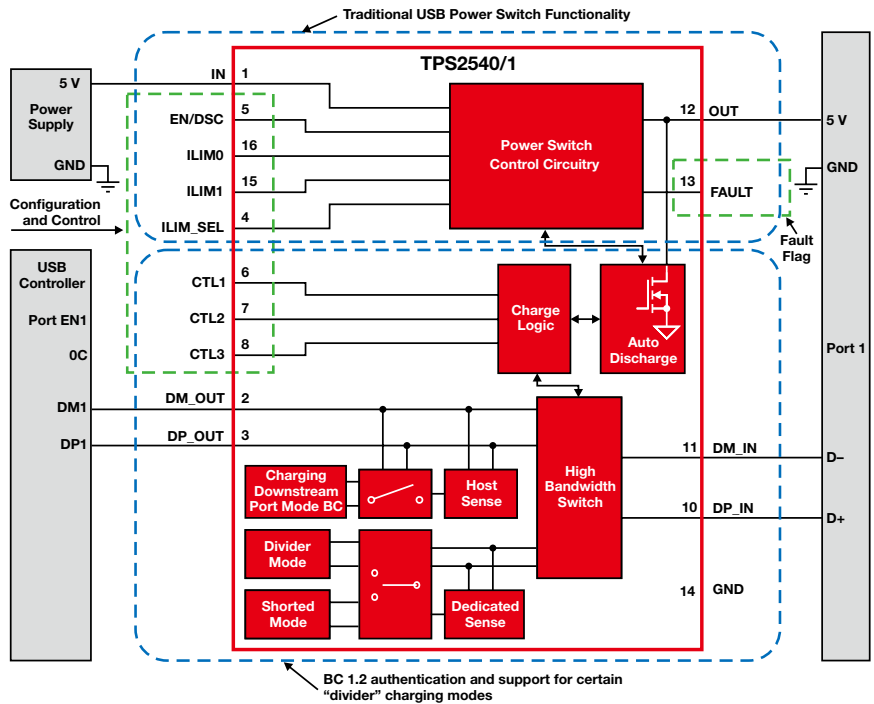 Traditional USB Power Switch Functionality
TPS2540/1
5 V
Power
Supply
GND
Configuration
and Control
USB
Controller
Port EN1
0C
DM1
DP1
IN 1
EN/DSC 5
ILIM0 16
ILIM1 15
ILIM_SEL 4
CTL1 6
CTL2 7
CTL3 8
DM_OUT 2
DP_OUT 3
Power Switch
Control Circuitry
Charge
Logic
Auto
Discharge
Charging
Downstream
Port Mode BC
Host
Sense
High
Bandwidth
Switch
Divider
Mode
Shorted
Mode
Dedicated
Sense
12 OUT
13 FAULT
Fault
Flag
11 DM_IN
10 DP_IN
14 GND
5 V
GND
Port 1
D–
D+
BC 1.2 authentication and support for certain
“divider” charging modes